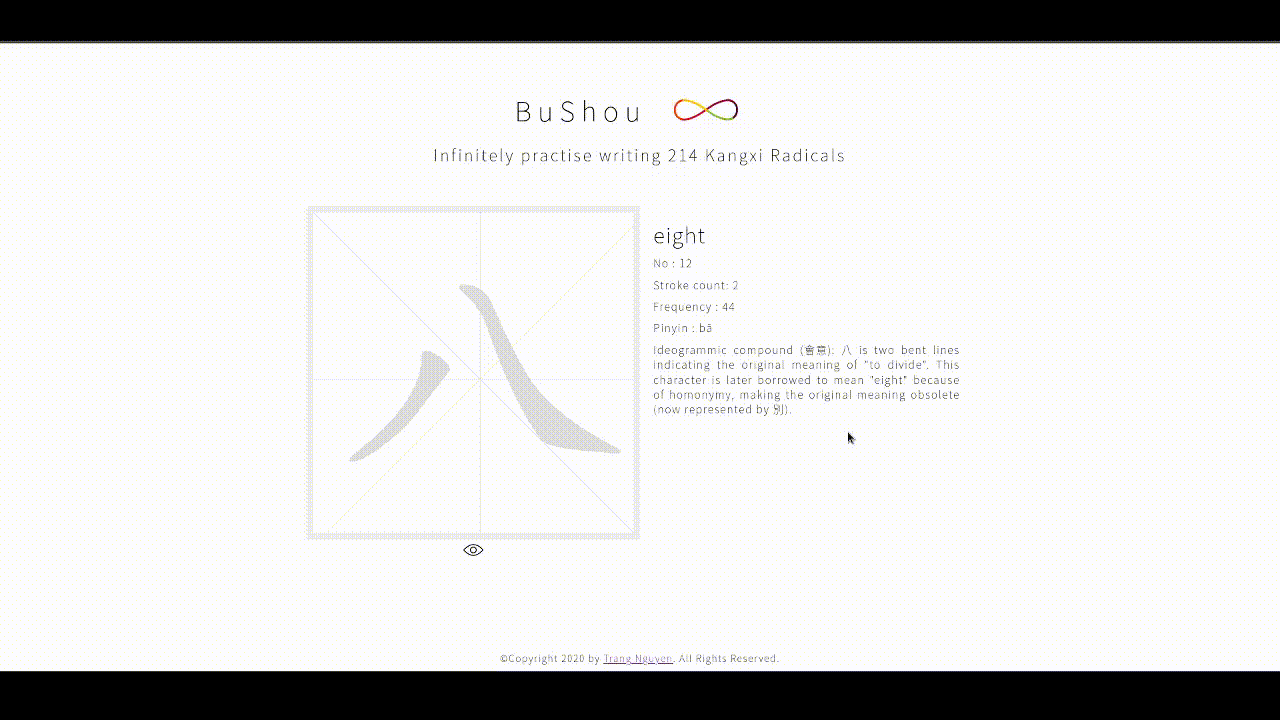 BuShou
Infinitely practise writing 214 Kangxi Radicals
八
eight
No : 12
Stroke count: 2
Frequency : 44
Pinyin : bā
Ideogrammic compound (會意): 八 is two bent lines
indicating the original meaning of "to divide". This
character is later borrowed to mean "eight" because
of homonymy, making the original meaning obsolete
(now represented by 別).
©Copyright 2020 by Trang Nguyen. All Rights Reserved.